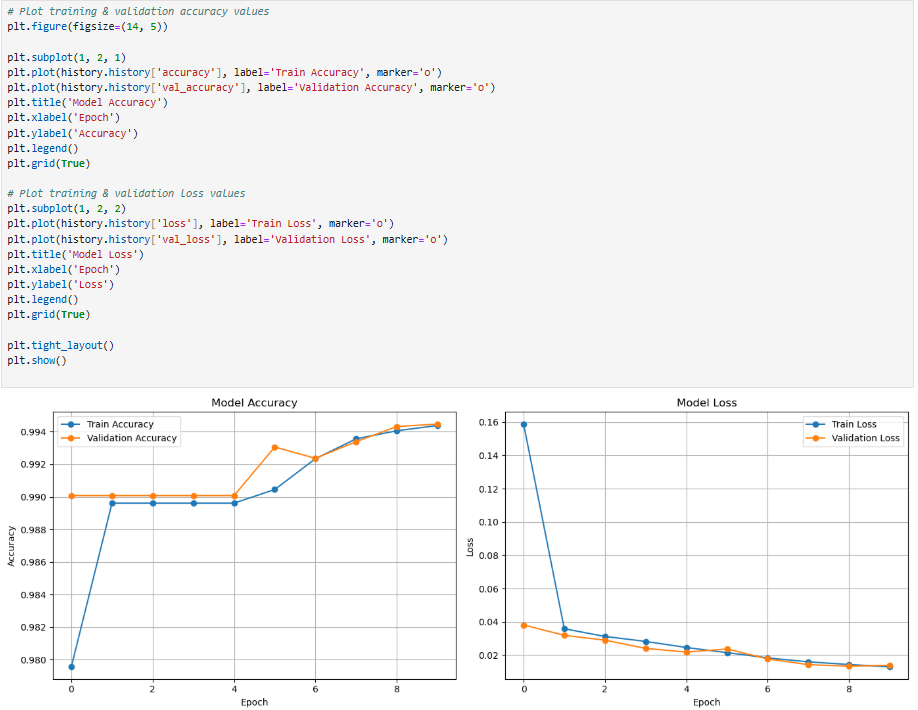 # Plot training & validation accuracy values
plt.figure(figsize=(14, 5))
plt.subplot(1, 2, 1)
plt.plot(history.history['accuracy'], label='Train Accuracy', marker='o')
plt.plot(history.history['val_accuracy'], label='Validation Accuracy', marker='o')
plt.title('Model Accuracy')
plt.xlabel('Epoch')
plt.ylabel('Accuracy')
plt.legend()
plt.grid(True)
# Plot training & validation loss values
plt.subplot(1, 2, 2)
plt.plot(history.history['loss'], label='Train Loss', marker='o')
plt.plot(history.history['val_loss'], label='Validation Loss', marker='o')
plt.title('Model Loss')
plt.xlabel('Epoch')
plt.ylabel('Loss')
plt.legend()
plt.grid(True)
plt.tight_layout()
plt.show()
Model Accuracy
Train Accuracy
Validation Accuracy
0.994
0.992
0.990
0.988
0.986
0.984
0.982
0.980
Accuracy
0 2 4 6 8
Epoch
Model Loss
Train Loss
Validation Loss
0.16
0.14
0.12
0.10
0.08
0.06
0.04
0.02
Loss
0 2 4 6 8
Epoch